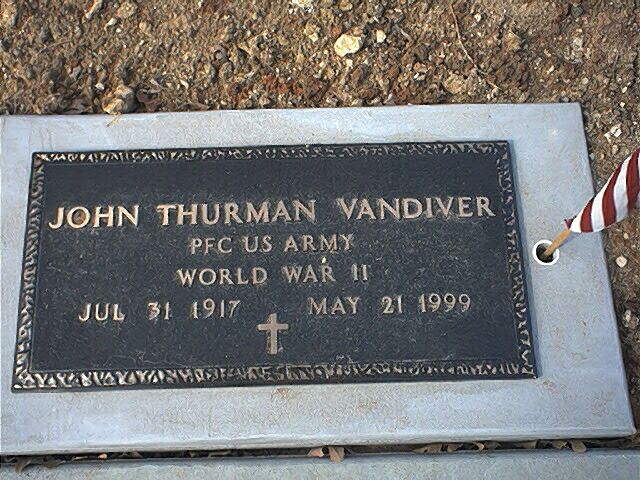 JOHN THURMAN VANDIVER
PFC US ARMY
WORLD WAR II
JUL 31 1917 MAY 21 1999